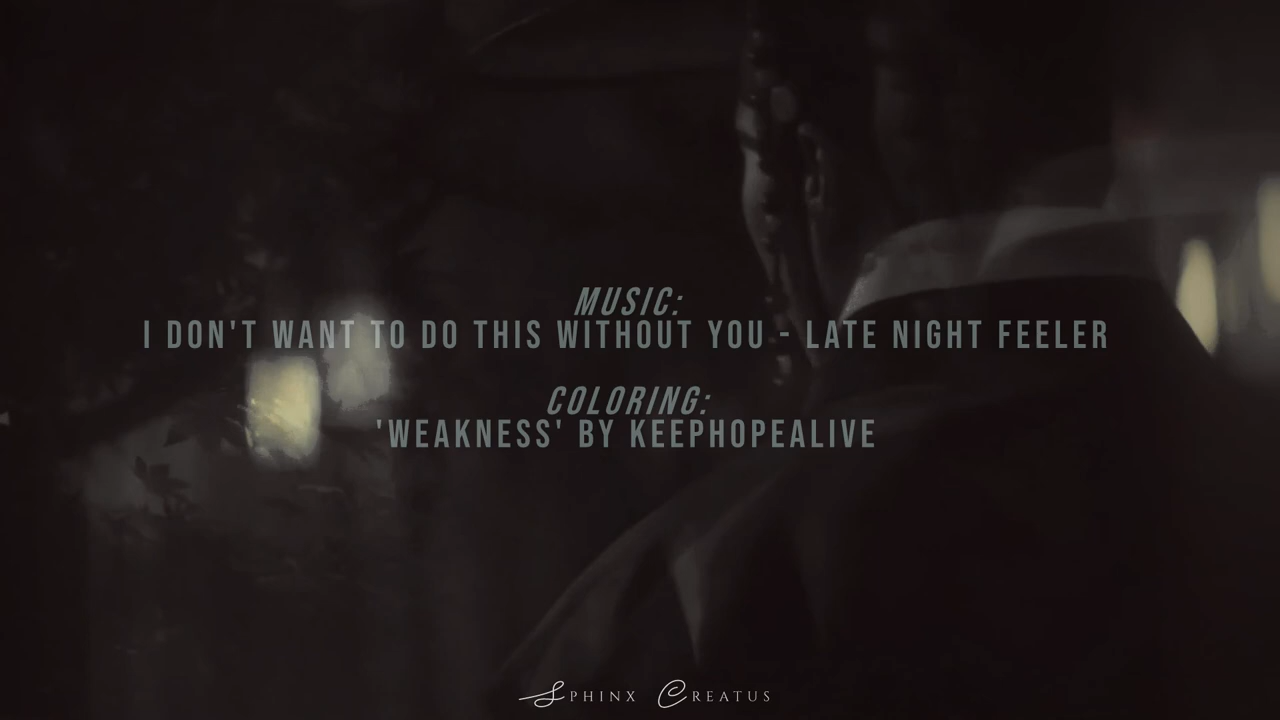 MUSIC:
I DON'T WANT TO DO THIS WITHOUT YOU - LATE NIGHT FEELER
COLORING:
'WEAKNESS' BY KEEPHOPEALIVE
SPHINX CREATUS